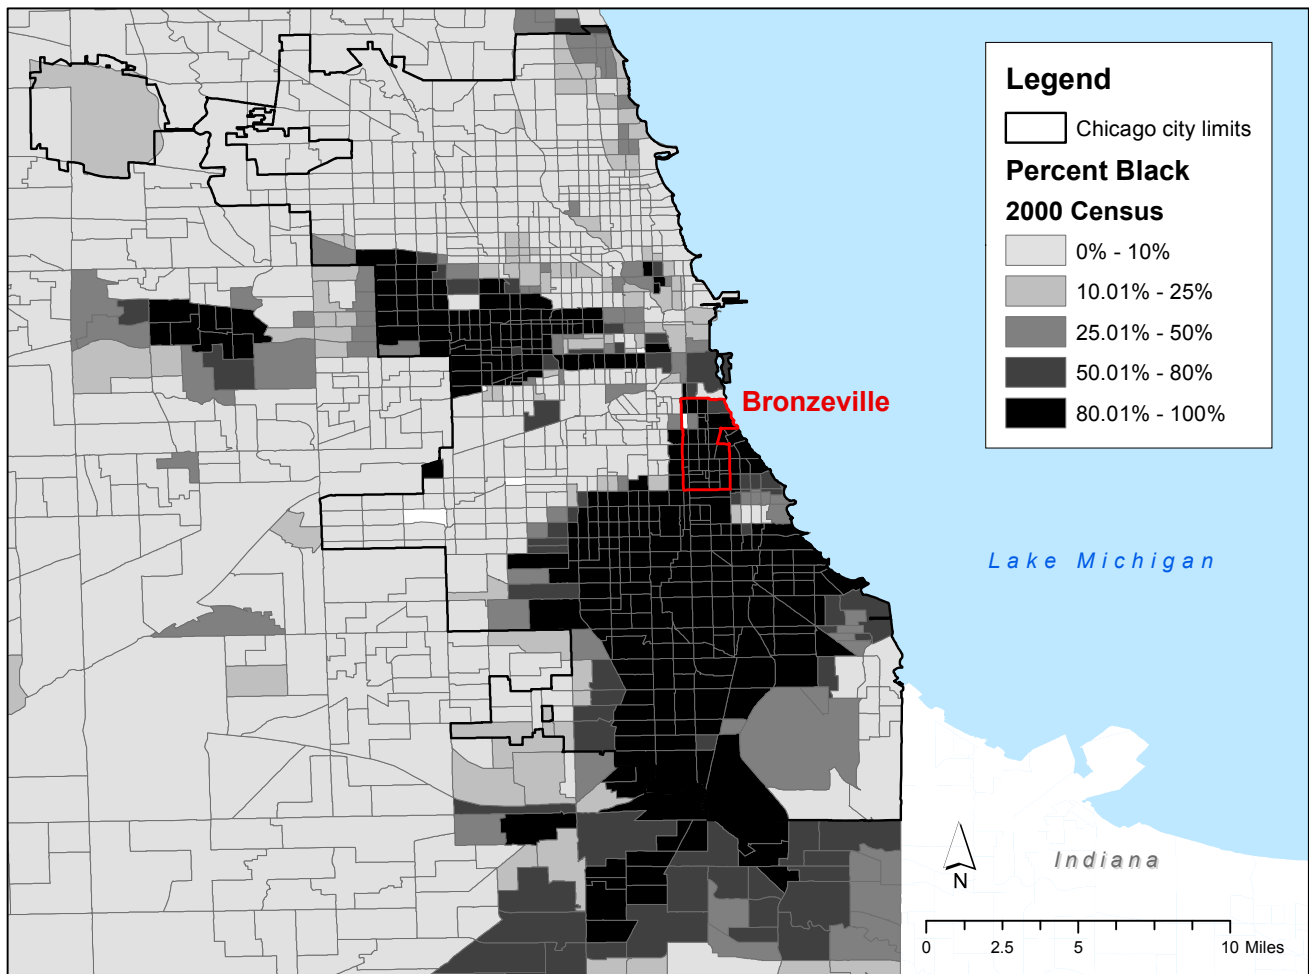 Legend
Chicago city limits
Percent Black
2000 Census
0% - 10%
10.01% - 25%
25.01% - 50%
50.01% - 80%
80.01% - 100%
Bronzeville
Lake Michigan
Indiana
N
0 2.5 5 10 Miles